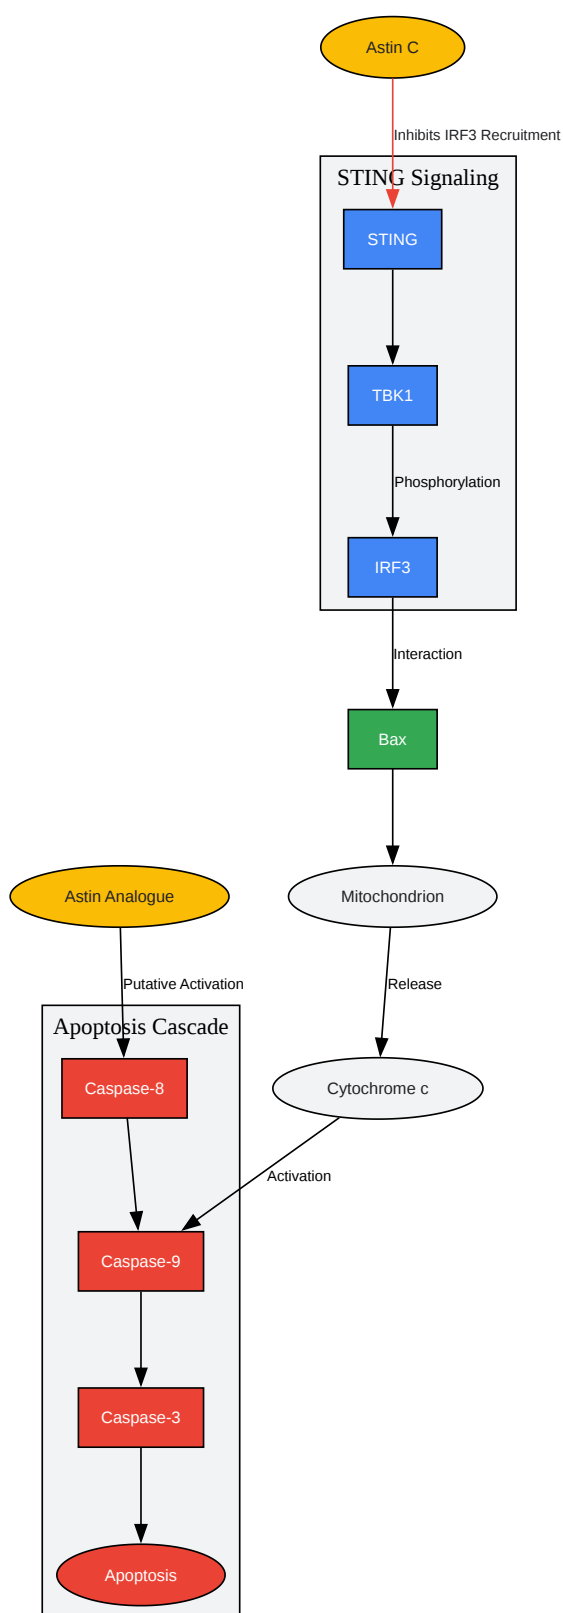 Astin C
Inhibits IRF3 Recruitment
STING Signaling
STING
TBK1
Phosphorylation
IRF3
Interaction
Bax
Astin Analogue
Mitochondrion
Putative Activation
Release
Apoptosis Cascade
Caspase-8
Cytochrome c
Activation
Caspase-9
Caspase-3
Apoptosis